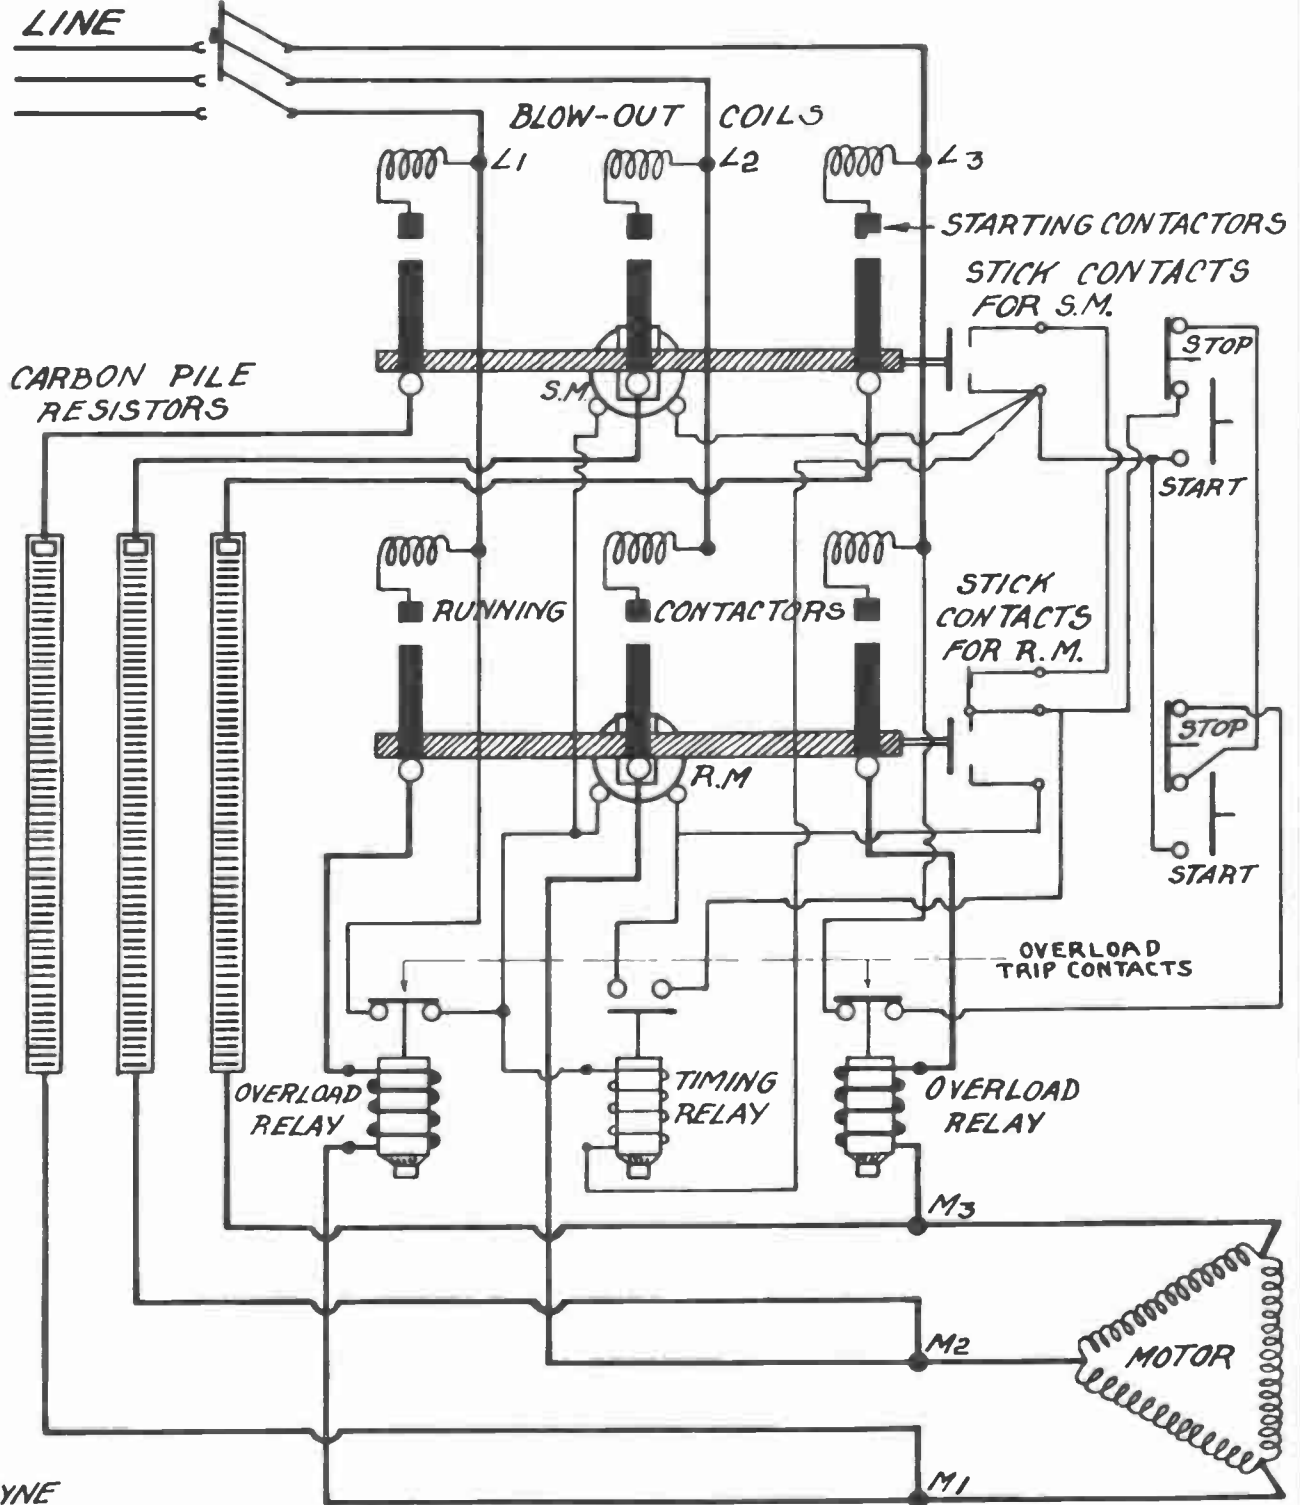 LINE
BLOW-OUT COILS
L1
L2
L3
STARTING CONTACTORS
STICK CONTACTS
FOR S.M.
STOP
CARBON PILE
RESISTORS
S.M.
START
STICK
CONTACTS
FOR R.M.
RUNNING CONTACTORS
STOP
R.M
START
OVERLOAD
TRIP CONTACTS
OVERLOAD
RELAY
TIMING
RELAY
OVERLOAD
RELAY
M3
M2
MOTOR
M1
YNE